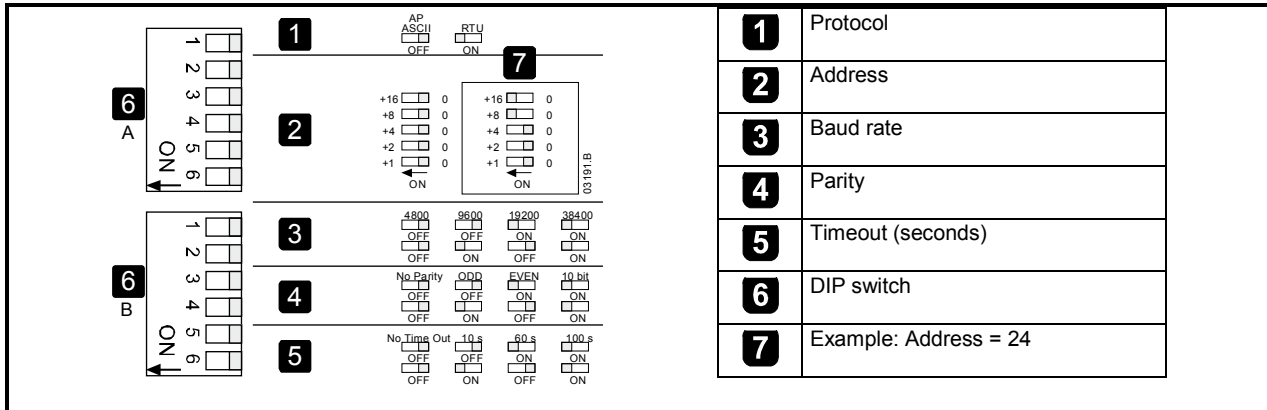 6
A
1
2
3
4
5
6
ON
1
AP
ASCII
OFF
RTU
ON
2
+16 0
+8 0
+4 0
+2 0
+1 0
ON
7
+16 0
+8 0
+4 0
+2 0
+1 0
ON
03191.B
6
B
1
2
3
4
5
6
ON
3
4800 9600 19200 38400
OFF OFF ON ON
OFF ON OFF ON
4
No Parity ODD EVEN 10 bit
OFF OFF ON ON
OFF ON OFF ON
5
No Time Out 10 s 60 s 100 s
OFF OFF ON ON
OFF ON OFF ON
1 Protocol
2 Address
3 Baud rate
4 Parity
5 Timeout (seconds)
6 DIP switch
7 Example: Address = 24